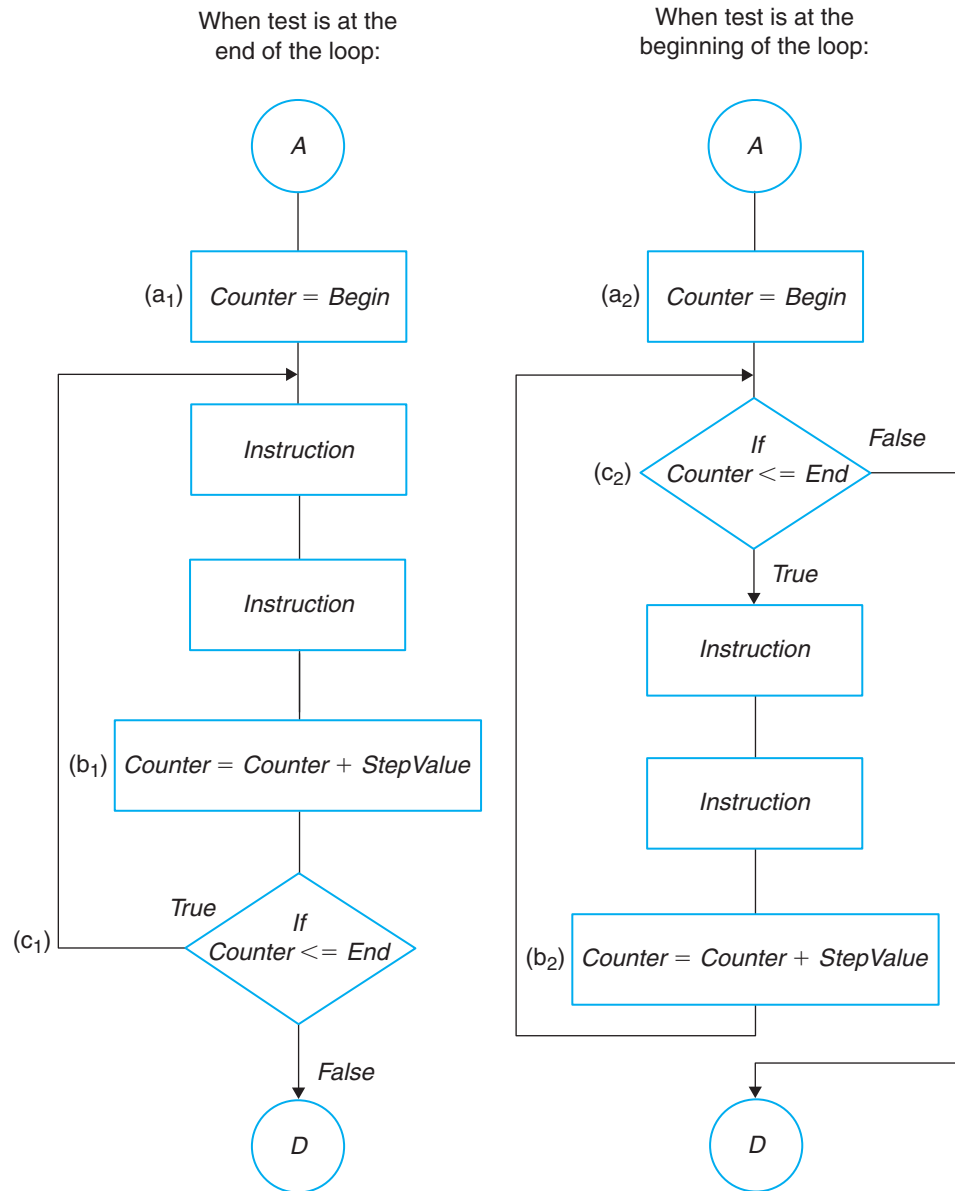 When test is at the
end of the loop:
A
(a₁)
Counter = Begin
Instruction
Instruction
(b₁)
Counter = Counter + StepValue
True
If
(c₁)
Counter <= End
False
D
When test is at the
beginning of the loop:
A
(a₂)
Counter = Begin
If
False
(c₂)
Counter <= End
True
Instruction
Instruction
(b₂)
Counter = Counter + StepValue
D